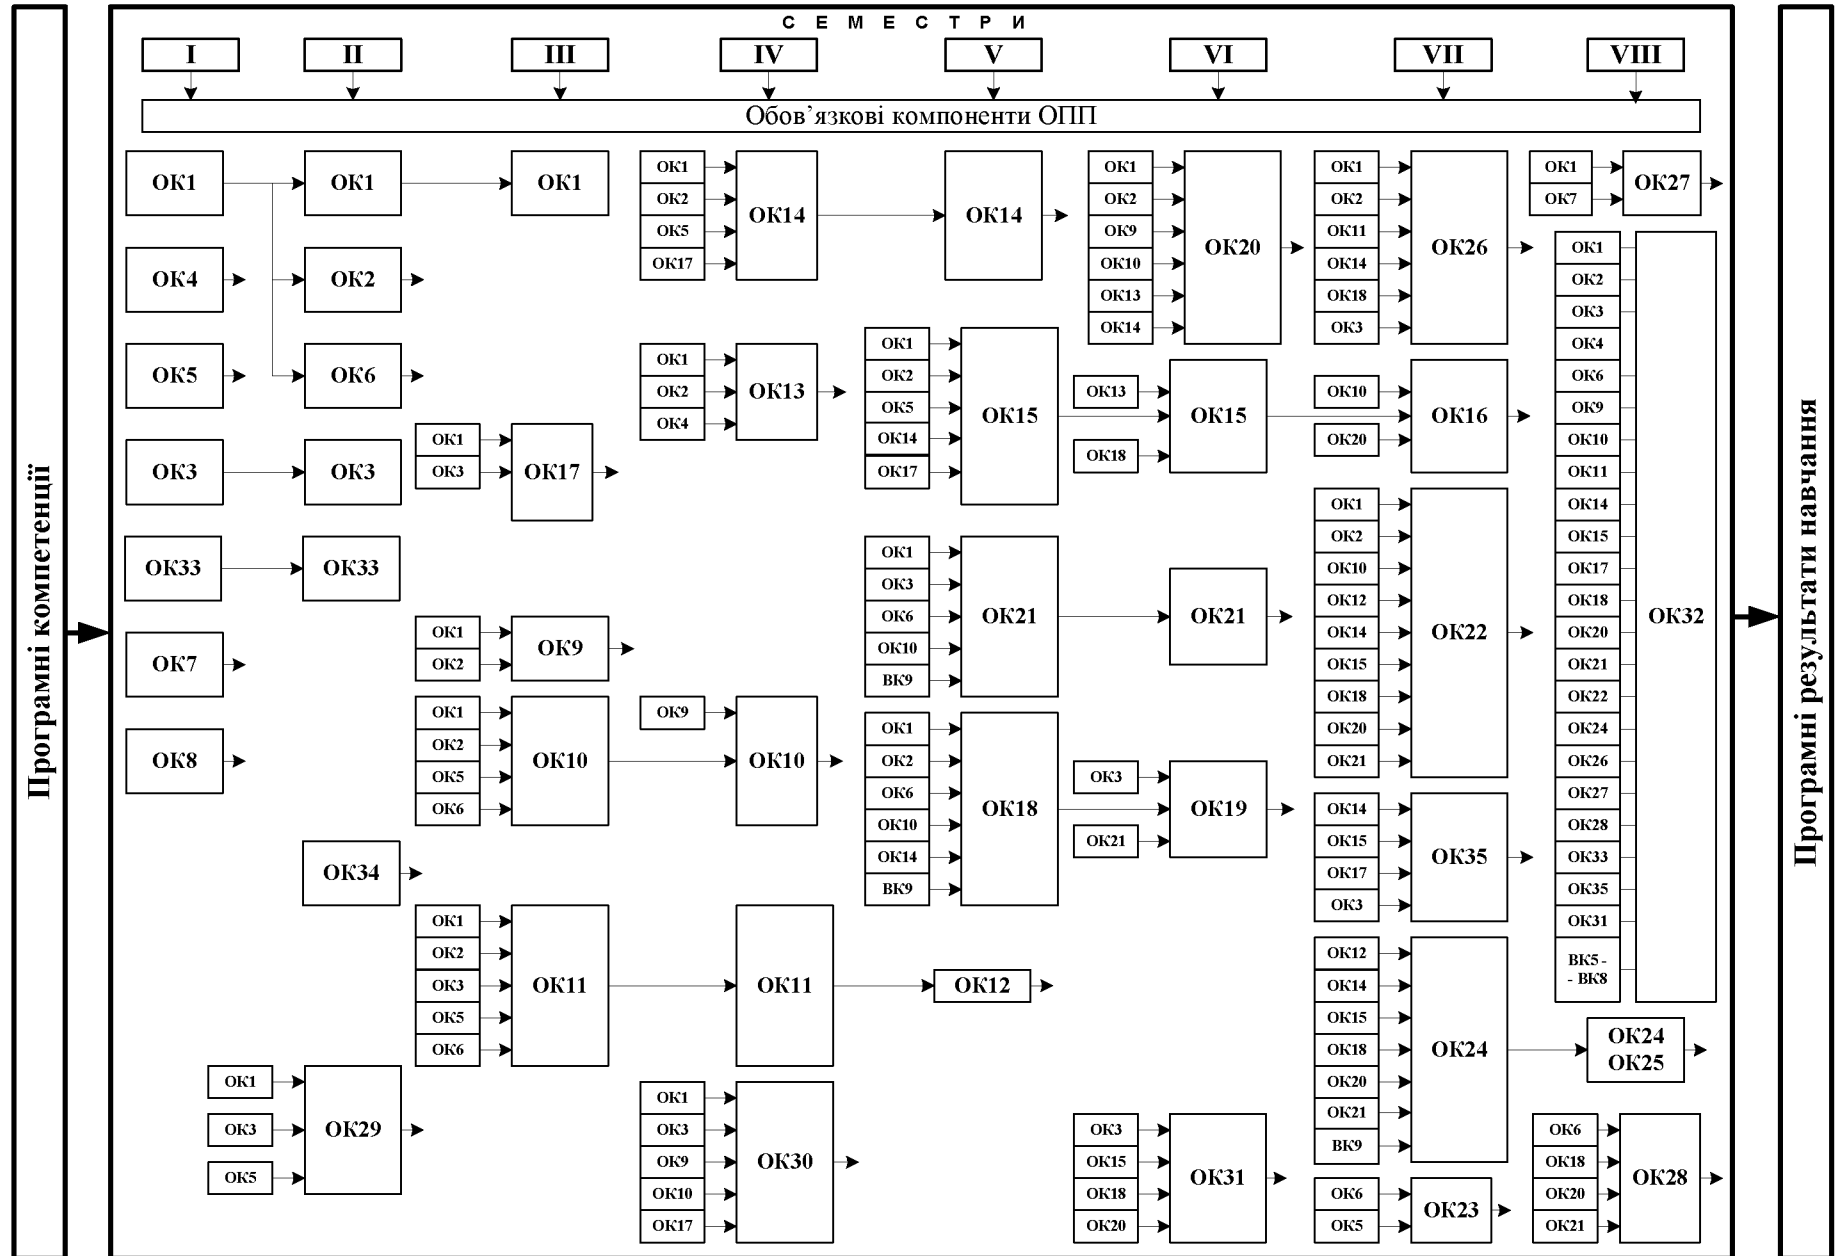 С Е М Е С Т Р И
I
II
III
IV
V
VI
VII
VIII
Обов’язкові компоненти ОПП
Програмні компетенції
ОК1
ОК4
ОК5
ОК3
ОК33
ОК7
ОК8
ОК1
ОК2
ОК6
ОК3
ОК33
ОК34
ОК1
ОК3
ОК5
ОК29
ОК1
ОК1
ОК3
ОК17
ОК1
ОК2
ОК9
ОК1
ОК2
ОК5
ОК6
ОК10
ОК1
ОК2
ОК3
ОК5
ОК6
ОК11
ОК1
ОК2
ОК5
ОК17
ОК14
ОК1
ОК2
ОК4
ОК13
ОК9
ОК10
ОК11
ОК1
ОК3
ОК9
ОК10
ОК17
ОК30
ОК14
ОК1
ОК2
ОК5
ОК14
ОК17
ОК15
ОК1
ОК3
ОК6
ОК10
ВК9
ОК21
ОК1
ОК2
ОК6
ОК10
ОК14
ВК9
ОК18
ОК12
ОК1
ОК2
ОК9
ОК10
ОК13
ОК14
ОК20
ОК13
ОК18
ОК15
ОК21
ОК3
ОК21
ОК19
ОК3
ОК15
ОК18
ОК20
ОК31
ОК1
ОК2
ОК11
ОК14
ОК18
ОК3
ОК26
ОК10
ОК20
ОК16
ОК1
ОК2
ОК10
ОК12
ОК14
ОК15
ОК18
ОК20
ОК21
ОК22
ОК14
ОК15
ОК17
ОК3
ОК35
ОК12
ОК14
ОК15
ОК18
ОК20
ОК21
ВК9
ОК24
ОК6
ОК5
ОК23
ОК1
ОК7
ОК27
ОК1
ОК2
ОК3
ОК4
ОК6
ОК9
ОК10
ОК11
ОК14
ОК15
ОК17
ОК18
ОК20
ОК21
ОК22
ОК24
ОК26
ОК27
ОК28
ОК33
ОК35
ОК31
ВК5 -
- ВК8
ОК32
ОК24
ОК25
ОК6
ОК18
ОК20
ОК21
ОК28
Програмні результати навчання